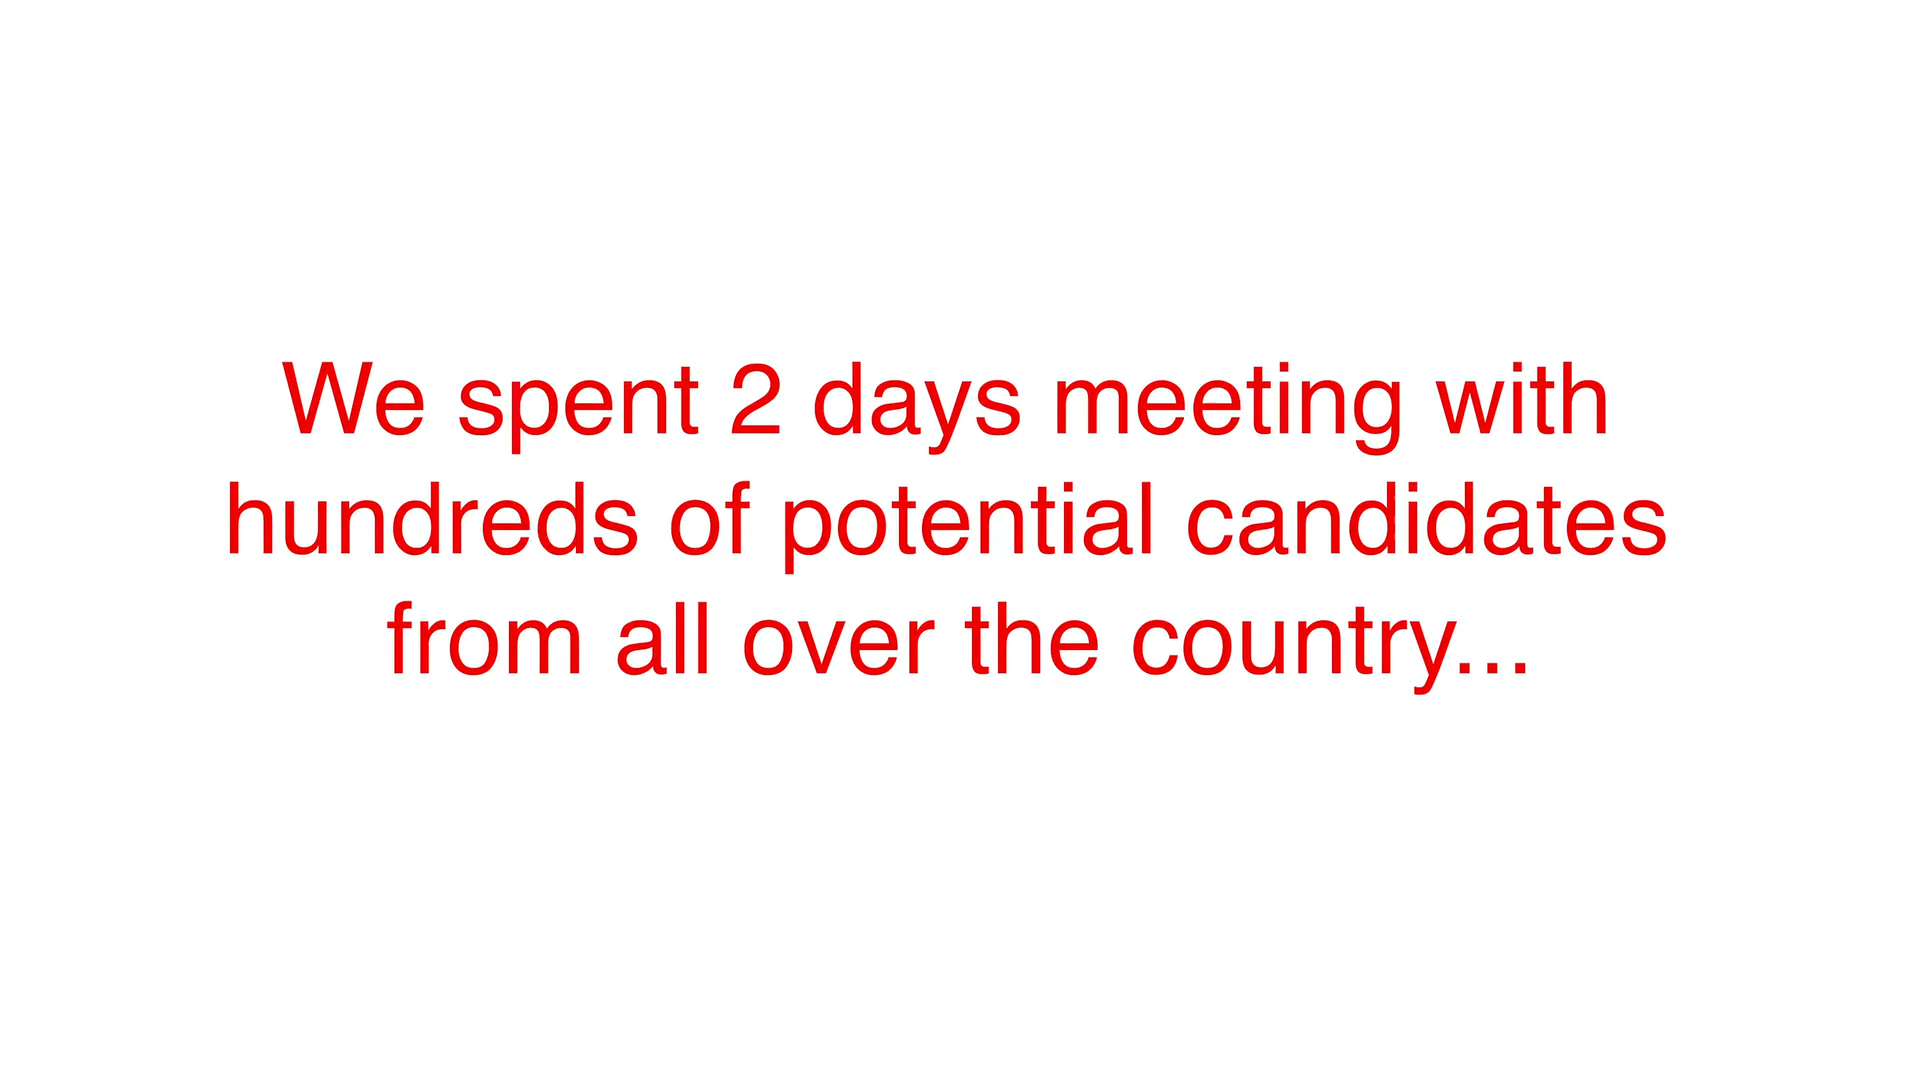 We spent 2 days meeting with
hundreds of potential candidates
from all over the country...